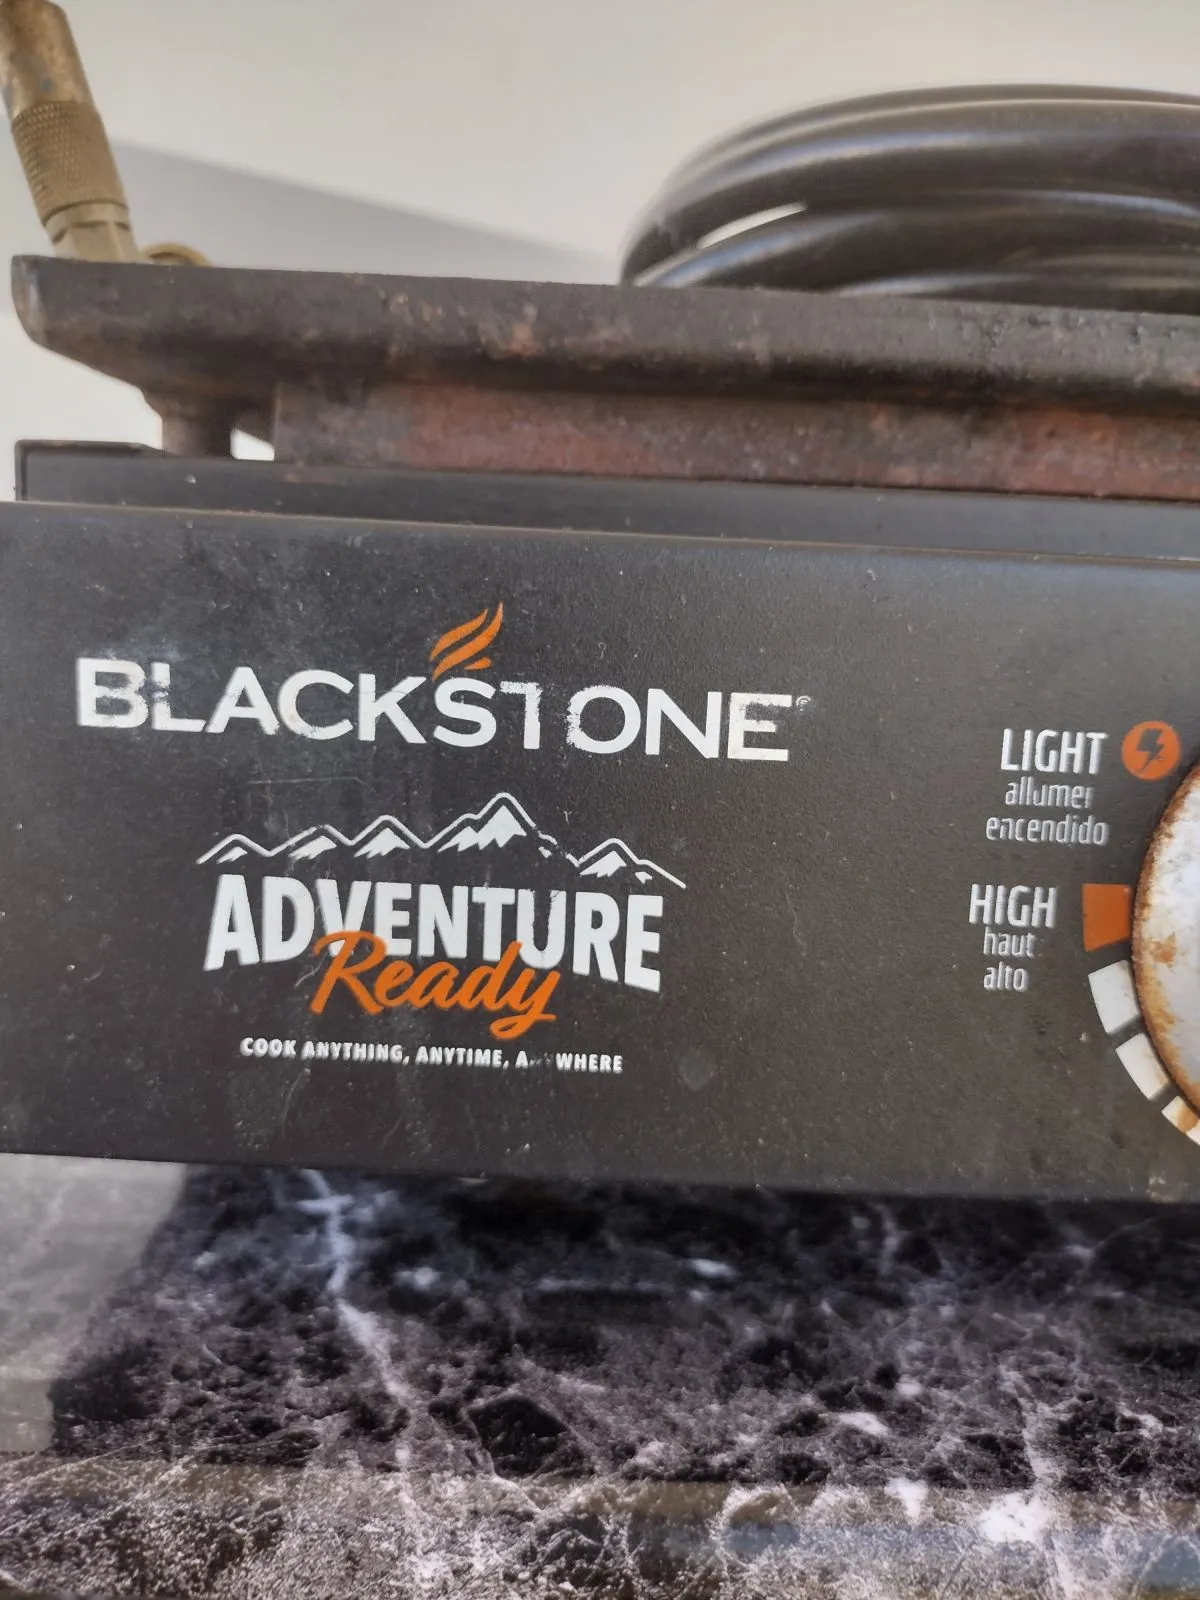 BLACKSTONE
ADVENTURE
Ready
COOK ANYTHING, ANYTIME, A  WHERE
LIGHT
allumer
encendido
HIGH
haut
alto